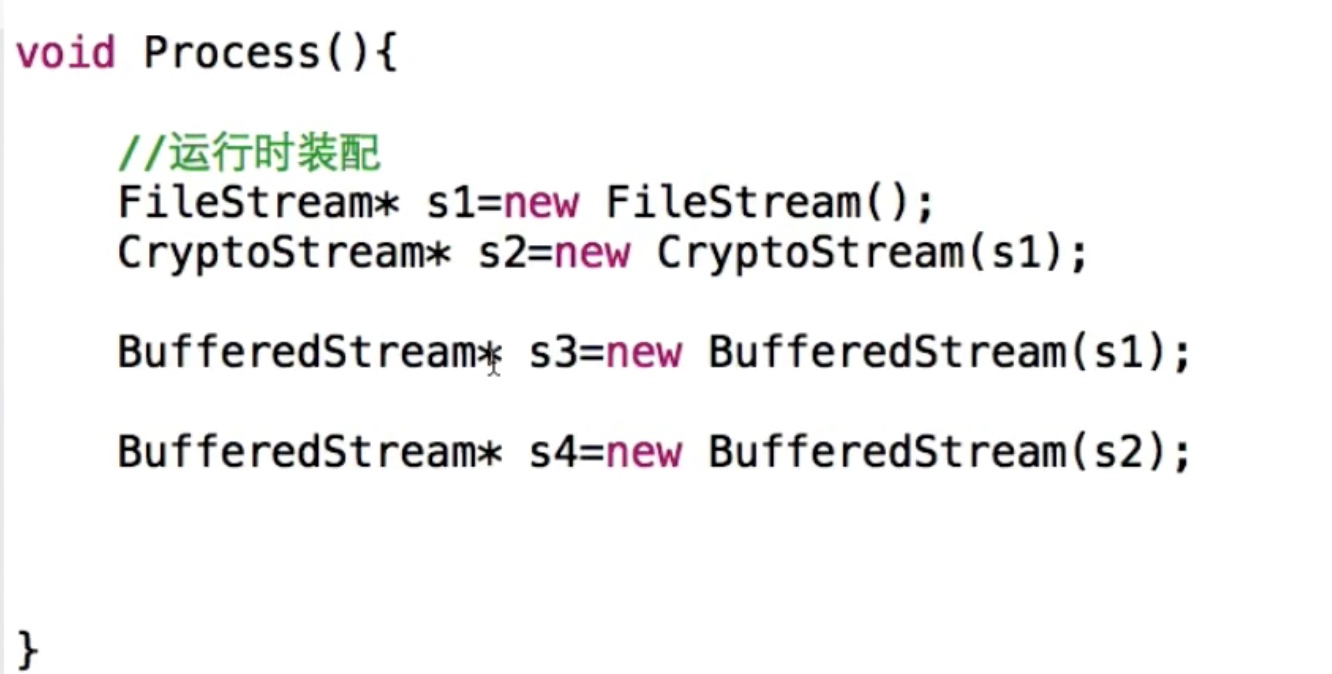 void Process(){
//运行时装配
FileStream* s1=new FileStream();
CryptoStream* s2=new CryptoStream(s1);
BufferedStream* s3=new BufferedStream(s1);
BufferedStream* s4=new BufferedStream(s2);
}